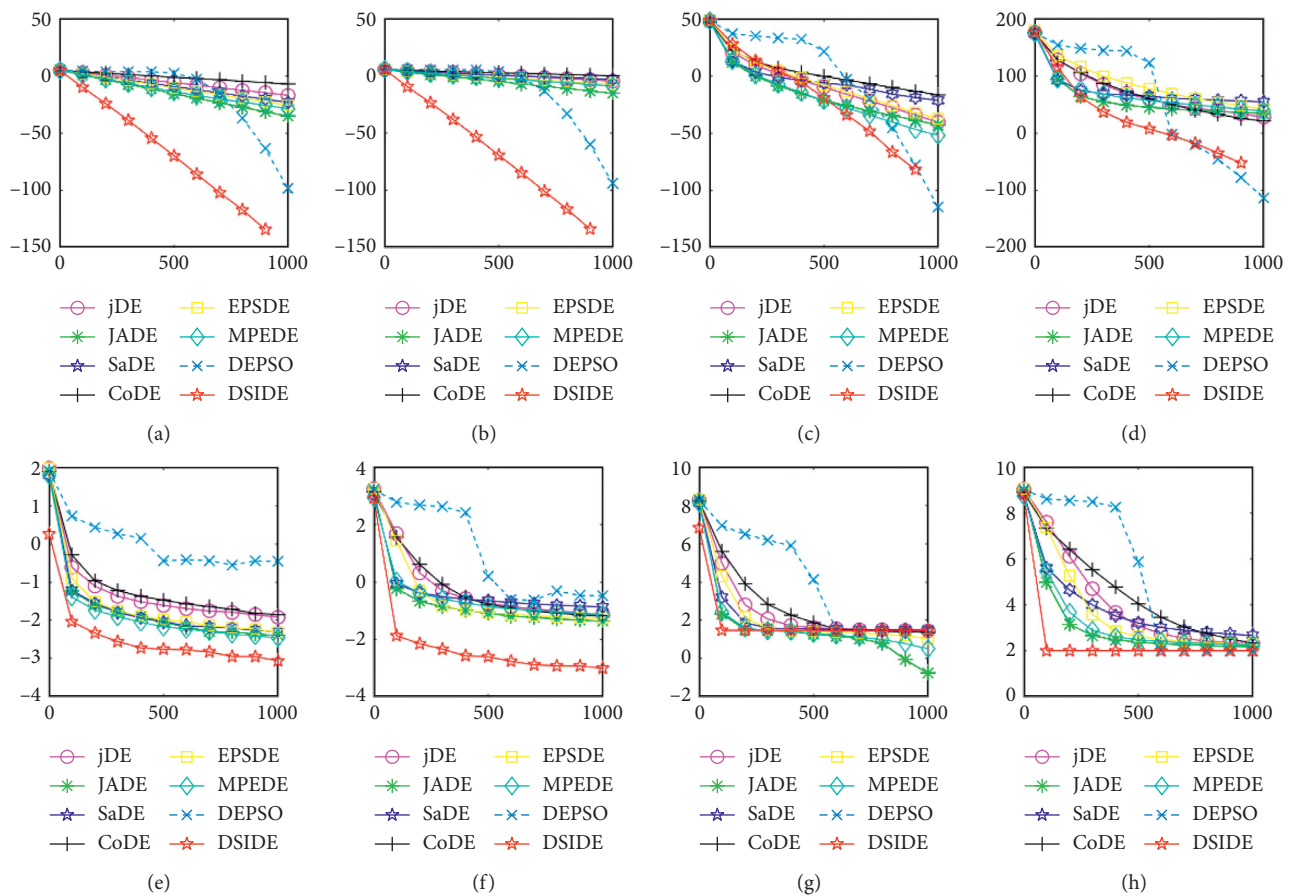 50
0
−50
−100
−150
0 500 1000
jDE EPSDE
JADE MPEDE
SaDE DEPSO
CoDE DSIDE
(a)
50
0
−50
−100
−150
0 500 1000
jDE EPSDE
JADE MPEDE
SaDE DEPSO
CoDE DSIDE
(b)
50
0
−50
−100
−150
0 500 1000
jDE EPSDE
JADE MPEDE
SaDE DEPSO
CoDE DSIDE
(c)
200
100
0
−100
−200
0 500 1000
jDE EPSDE
JADE MPEDE
SaDE DEPSO
CoDE DSIDE
(d)
2
1
0
−1
−2
−3
−4
0 500 1000
jDE EPSDE
JADE MPEDE
SaDE DEPSO
CoDE DSIDE
(e)
4
2
0
−2
−4
0 500 1000
jDE EPSDE
JADE MPEDE
SaDE DEPSO
CoDE DSIDE
(f)
10
8
6
4
2
0
−2
0 500 1000
jDE EPSDE
JADE MPEDE
SaDE DEPSO
CoDE DSIDE
(g)
10
8
6
4
2
0
0 500 1000
jDE EPSDE
JADE MPEDE
SaDE DEPSO
CoDE DSIDE
(h)